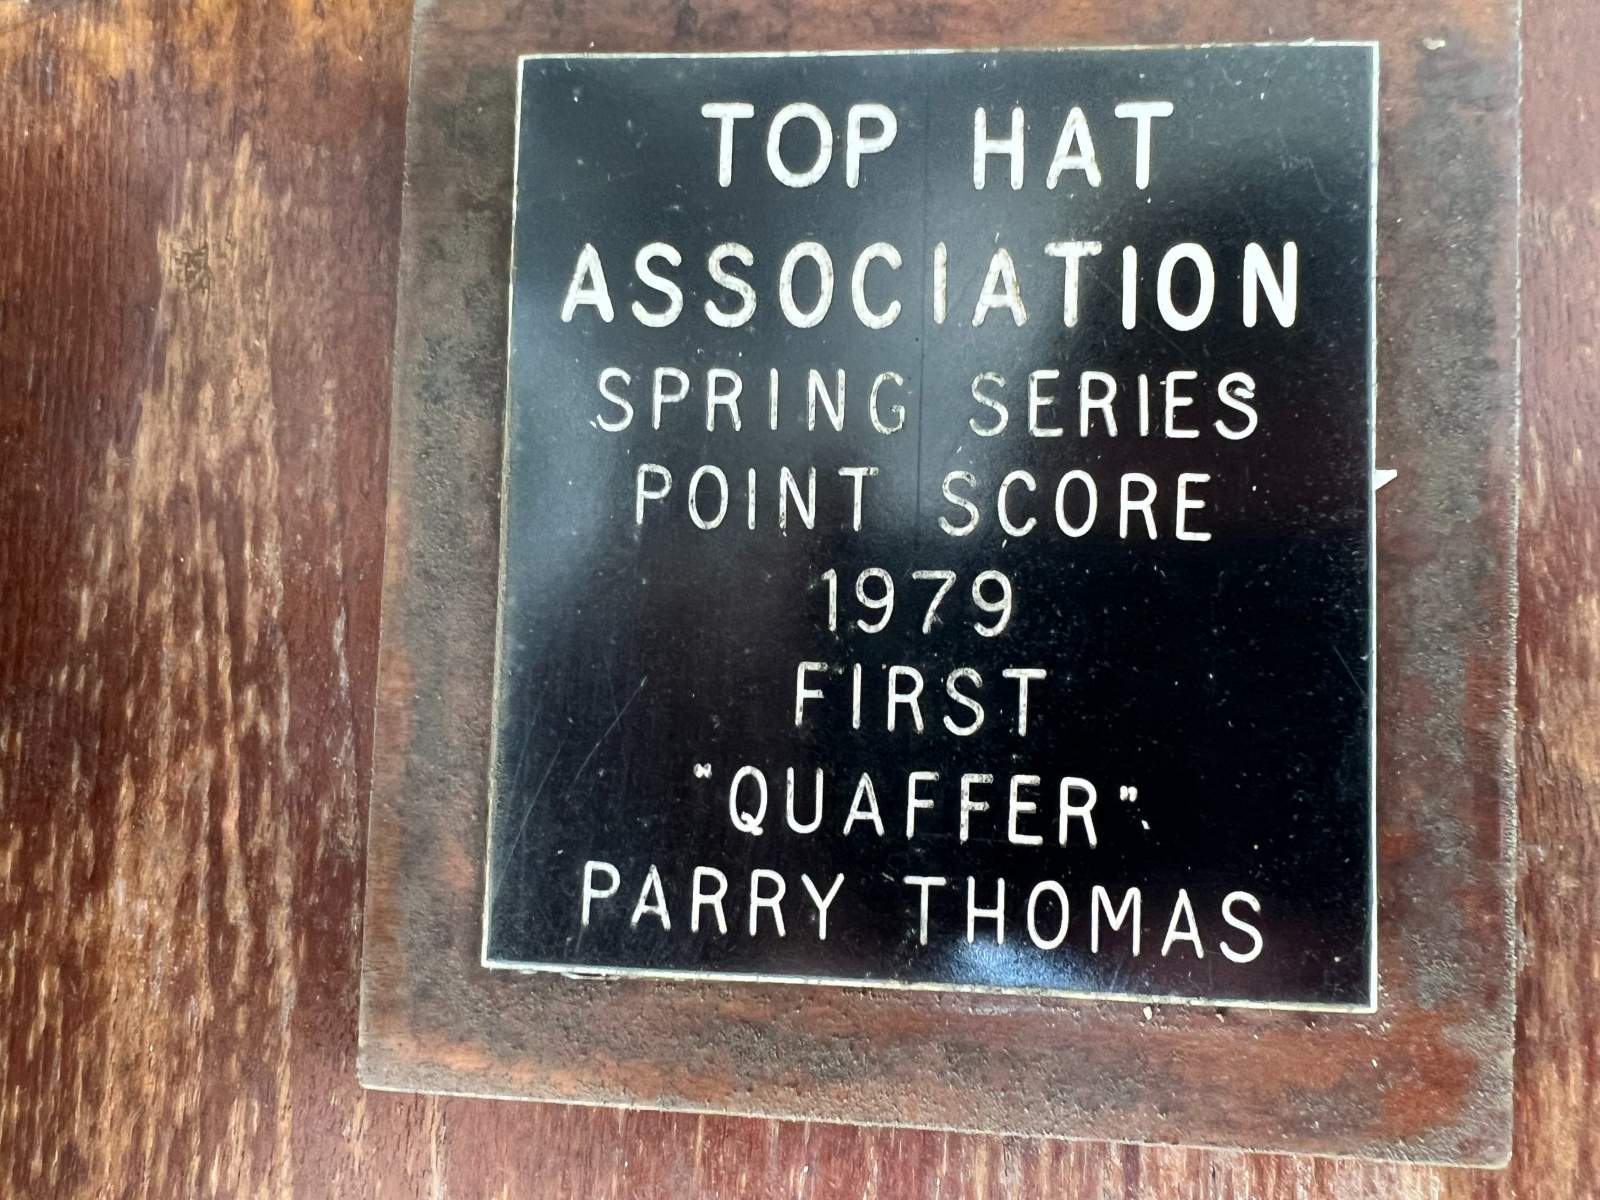 TOP HAT
ASSOCIATION
SPRING SERIES
POINT SCORE
1979
FIRST
"QUAFFER"
PARRY THOMAS